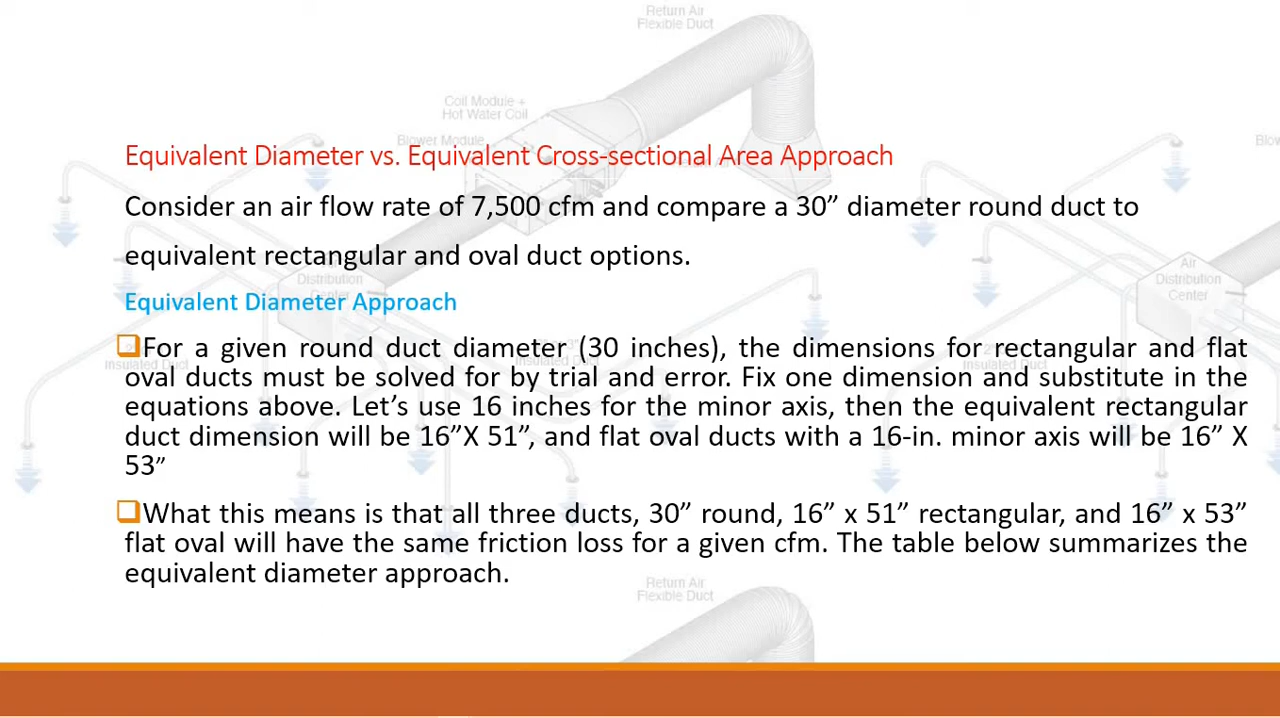 Return Air
Flexible Duct
Coil Module +
Hot Water Coil
Blower Module
Blow
Equivalent Diameter vs. Equivalent Cross-sectional Area Approach
Consider an air flow rate of 7,500 cfm and compare a 30” diameter round duct to
equivalent rectangular and oval duct options.
Distribution
Center
Air
Distribution
Center
Equivalent Diameter Approach
For a given round duct diameter (30 inches), the dimensions for rectangular and flat
Insulated Duct
oval ducts must be solved for by trial and error. Fix one dimension and substitute in the
equations above. Let’s use 16 inches for the minor axis, then the equivalent rectangular
duct dimension will be 16”X 51”, and flat oval ducts with a 16-in. minor axis will be 16” X
53”
What this means is that all three ducts, 30” round, 16” x 51” rectangular, and 16” x 53”
flat oval will have the same friction loss for a given cfm. The table below summarizes the
equivalent diameter approach.
Return Air
Flexible Duct